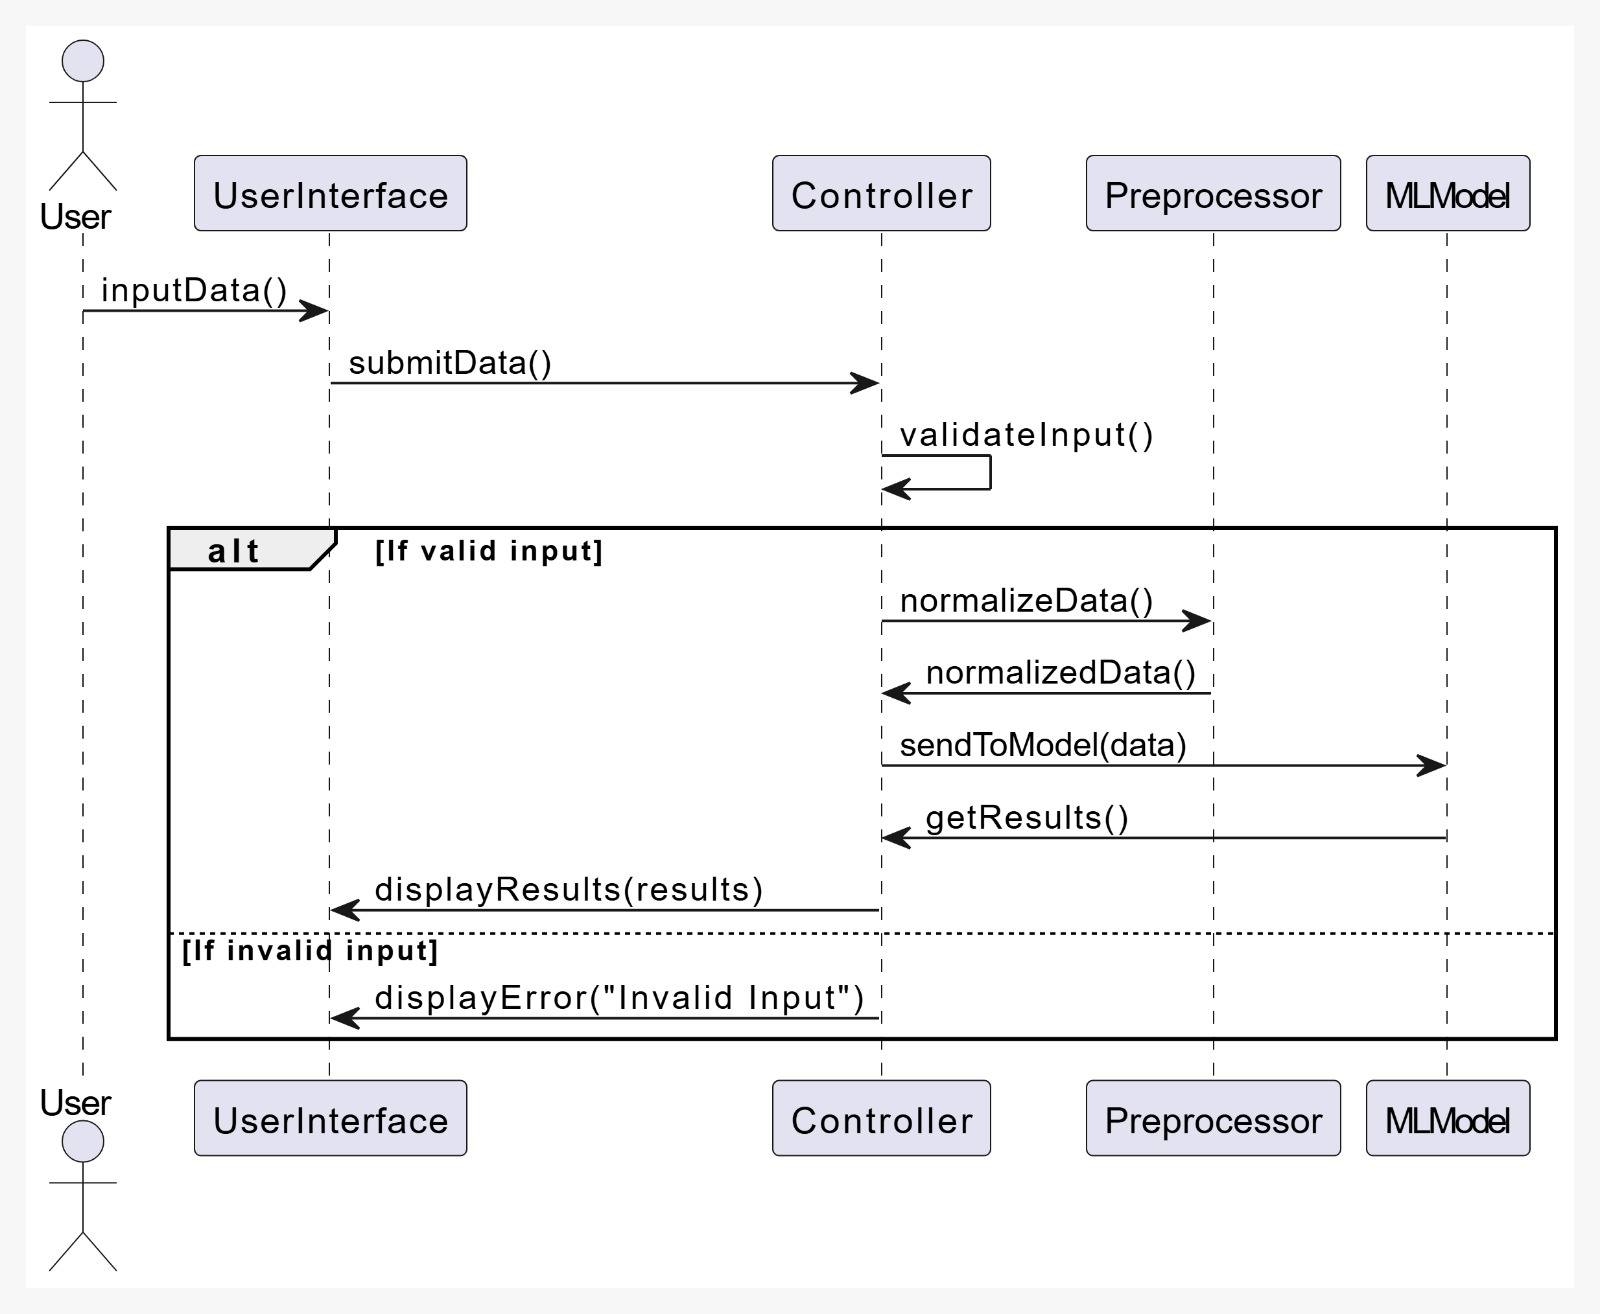 User
UserInterface
Controller
Preprocessor
MLModel
inputData()
submitData()
validateInput()
alt
[If valid input]
normalizeData()
normalizedData()
sendToModel(data)
getResults()
displayResults(results)
[If invalid input]
displayError("Invalid Input")
User
UserInterface
Controller
Preprocessor
MLModel